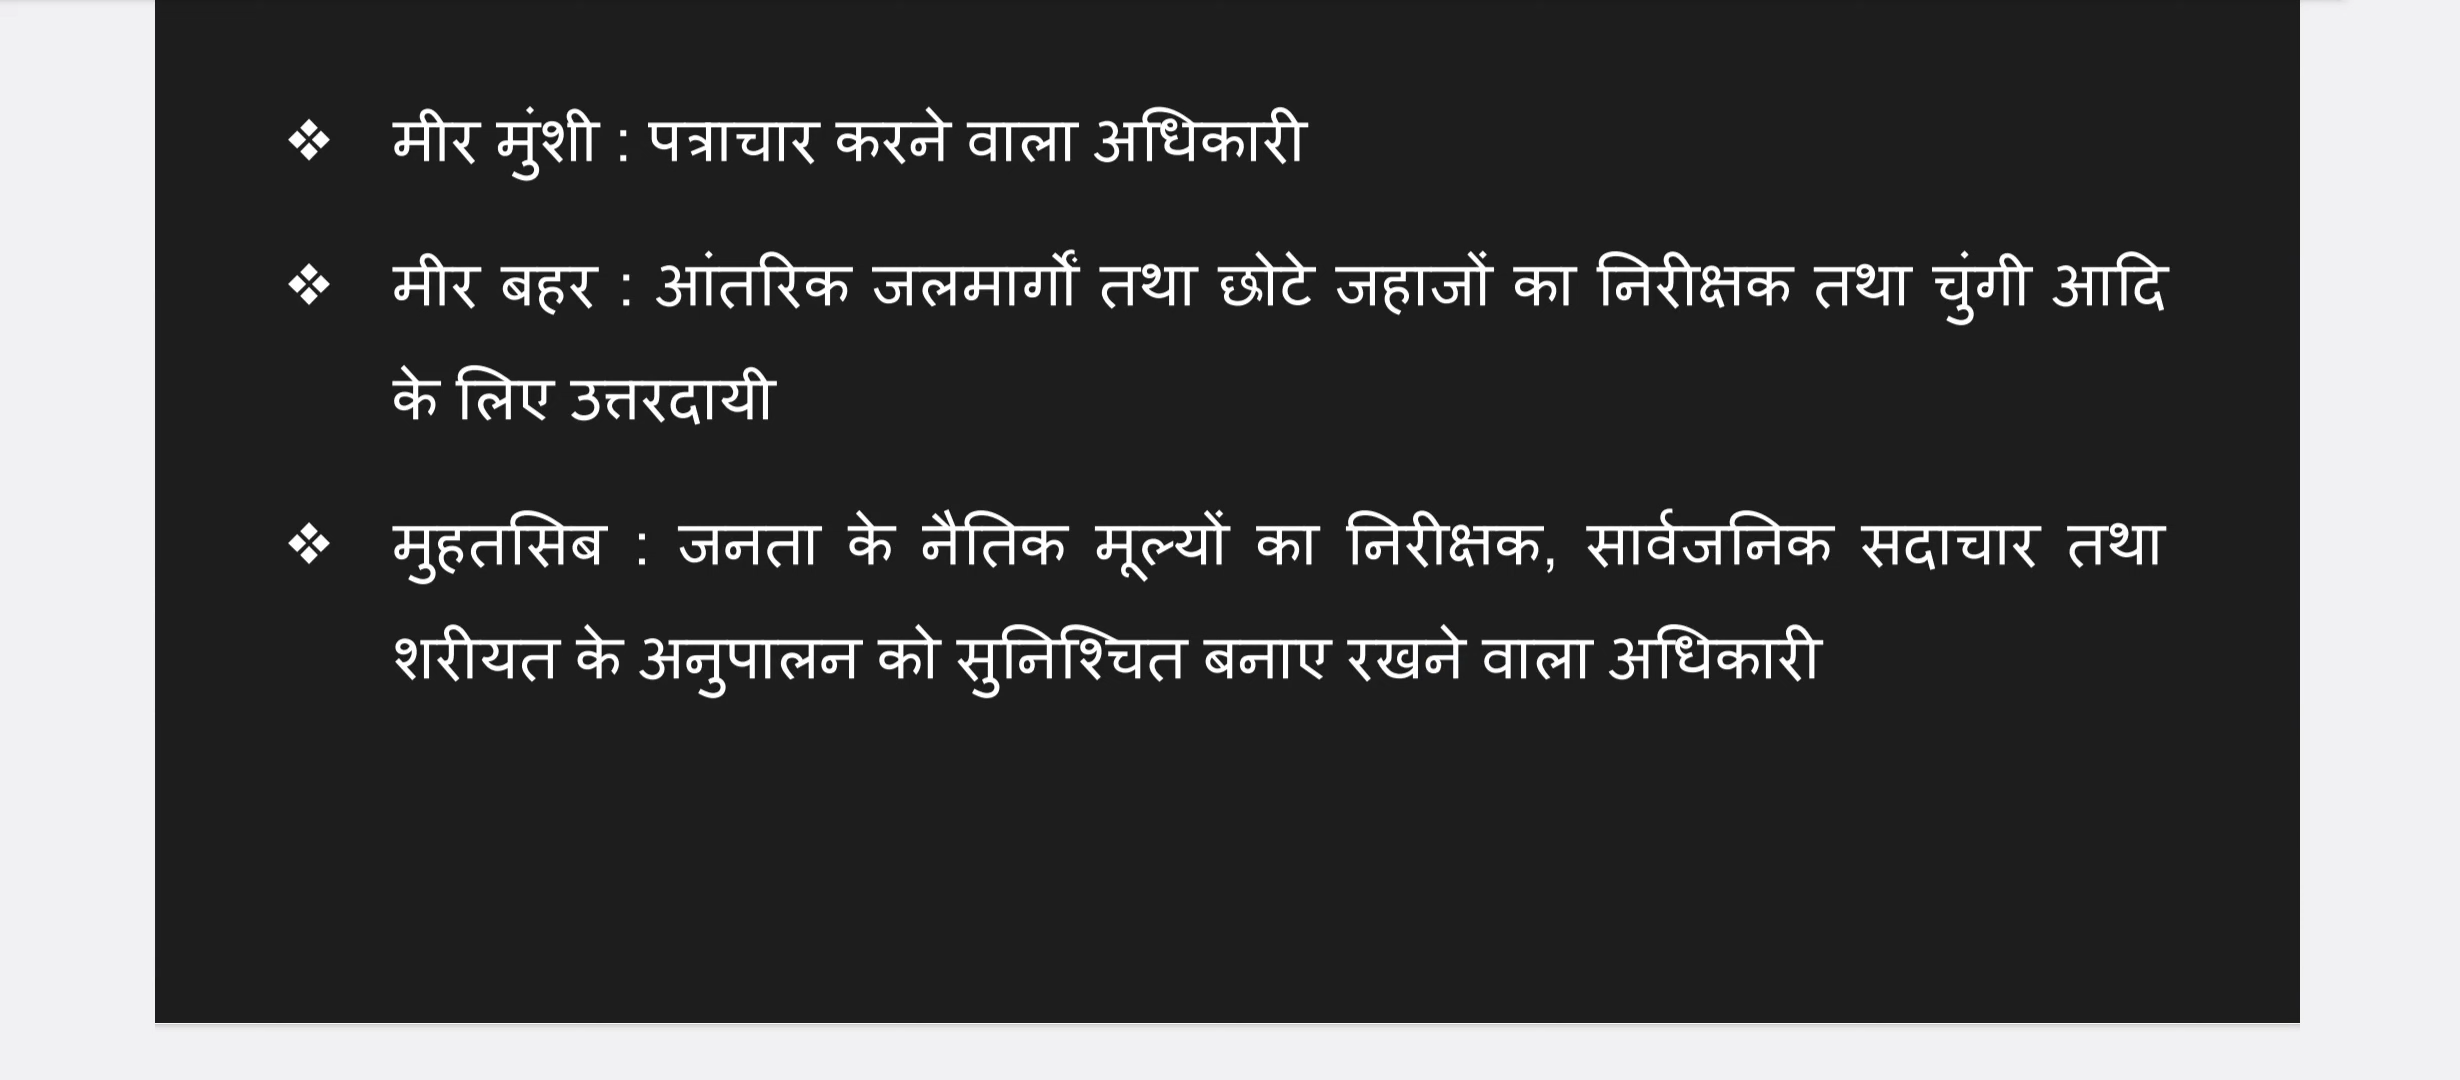 ❖ मीर मुंशी : पत्राचार करने वाला अधिकारी
❖ मीर बहर : आंतरिक जलमार्गों तथा छोटे जहाजों का निरीक्षक तथा चुंगी आदि
के लिए उत्तरदायी
❖ मुहतसिब : जनता के नैतिक मूल्यों का निरीक्षक, सार्वजनिक सदाचार तथा
शरीयत के अनुपालन को सुनिश्चित बनाए रखने वाला अधिकारी